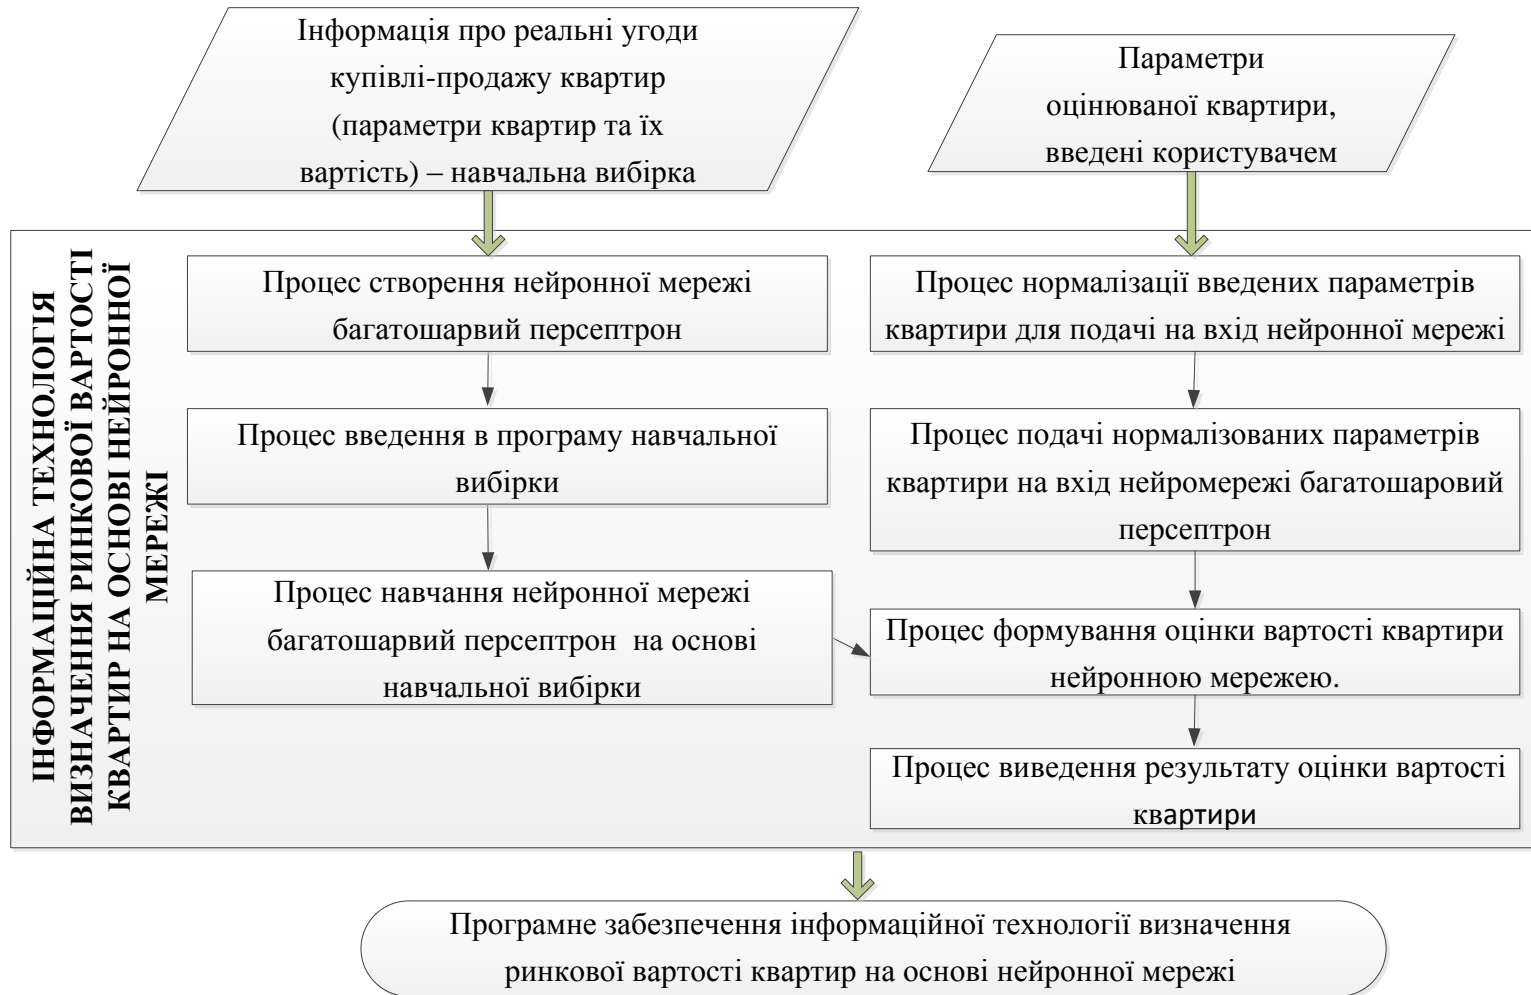 Інформація про реальні угоди
купівлі-продажу квартир
(параметри квартир та їх
вартість) – навчальна вибірка
Параметри
оцінюваної квартири,
введені користувачем
ІНФОРМАЦІЙНА ТЕХНОЛОГІЯ
ВИЗНАЧЕННЯ РИНКОВОЇ ВАРТОСТІ
КВАРТИР НА ОСНОВІ НЕЙРОННОЇ
МЕРЕЖІ
Процес створення нейронної мережі
багатошарвий персептрон
Процес введення в програму навчальної
вибірки
Процес навчання нейронної мережі
багатошарвий персептрон  на основі
навчальної вибірки
Процес нормалізації введених параметрів
квартири для подачі на вхід нейронної мережі
Процес подачі нормалізованих параметрів
квартири на вхід нейромережі багатошаровий
персептрон
Процес формування оцінки вартості квартири
нейронною мережею.
Процес виведення результату оцінки вартості
квартири
Програмне забезпечення інформаційної технології визначення
ринкової вартості квартир на основі нейронної мережі